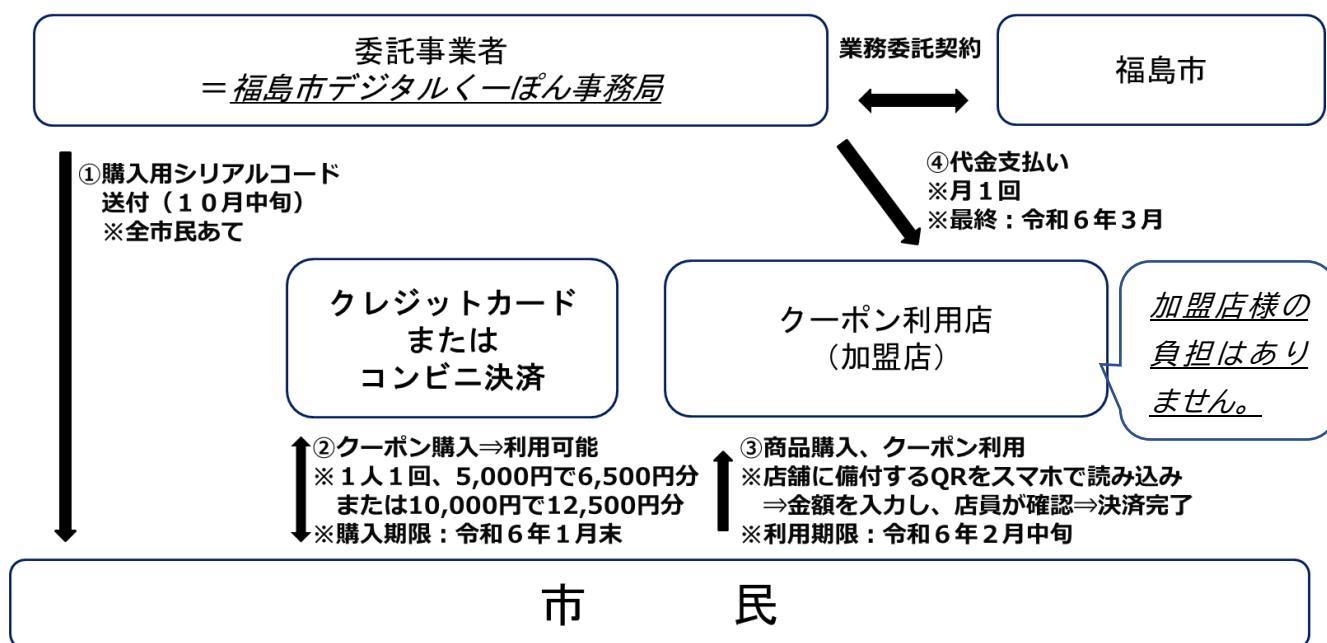 委託事業者
＝福島市デジタルくーぽん事務局
業務委託契約
福島市
①購入用シリアルコード
送付（１０月中旬）
※全市民あて
④代金支払い
※月１回
※最終：令和６年３月
クレジットカード
または
コンビニ決済
クーポン利用店
（加盟店）
加盟店様の
負担はあり
ません。
②クーポン購入⇒利用可能
※１人１回、5,000円で6,500円分
または10,000円で12,500円分
※購入期限：令和６年１月末
③商品購入、クーポン利用
※店舗に備付するQRをスマホで読み込み
⇒金額を入力し、店員が確認⇒決済完了
※利用期限：令和６年２月中旬
市　　民